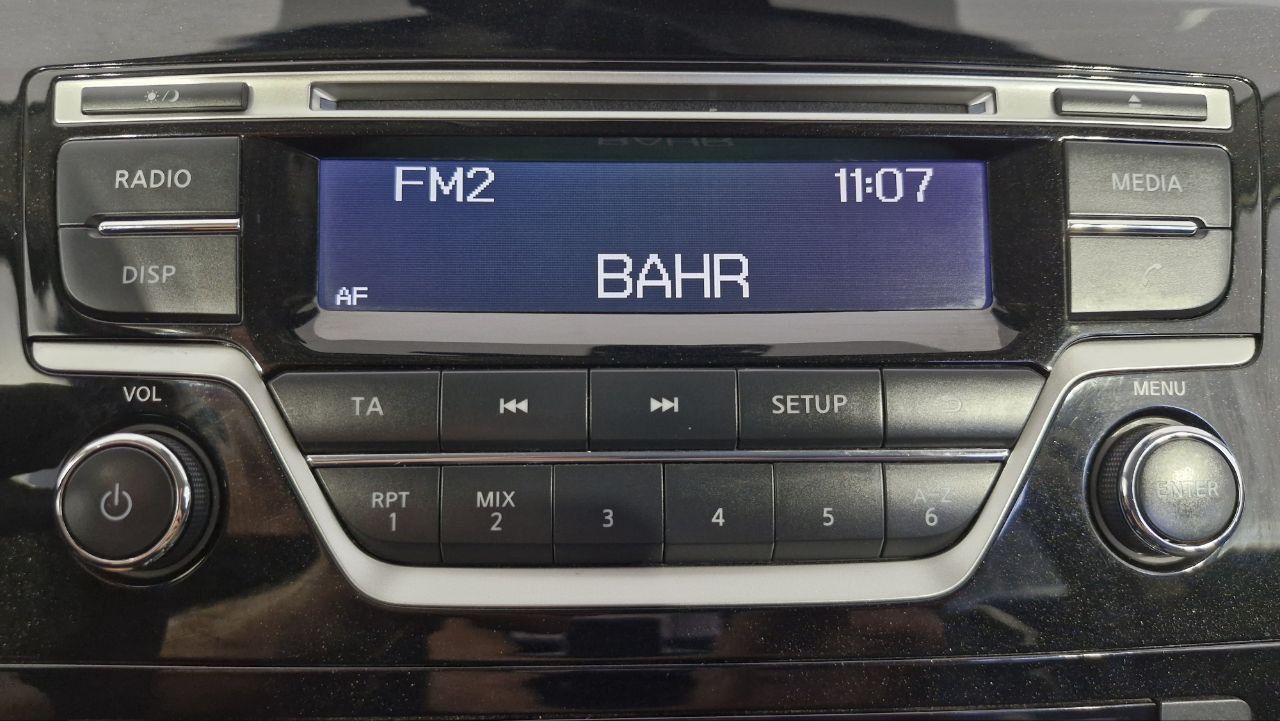 RADIO
MEDIA
FM2 11:07
DISP
AF BAHR
VOL
MENU
TA SETUP
RPT MIX A-Z
1 2 3 4 5 6
ENTER